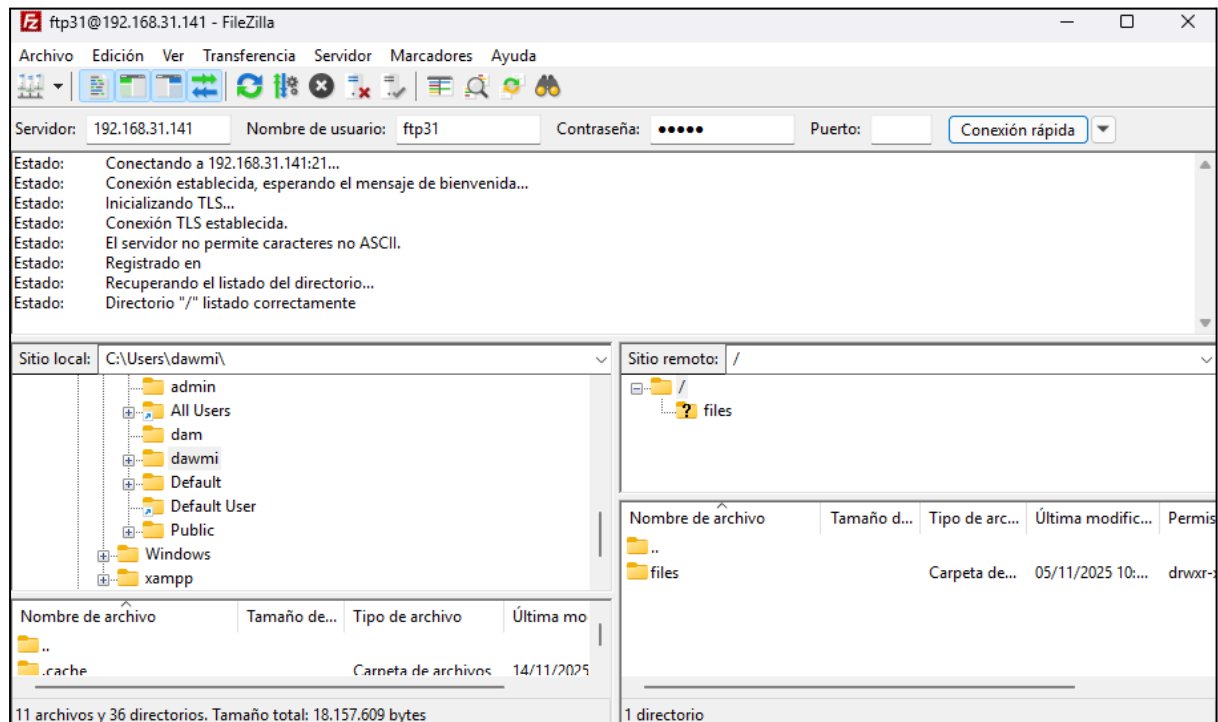 ftp31@192.168.31.141 - FileZilla
Archivo Edición Ver Transferencia Servidor Marcadores Ayuda
Servidor: 192.168.31.141 Nombre de usuario: ftp31 Contraseña: ●●●●● Puerto: Conexión rápida
Estado: Conectando a 192.168.31.141:21...
Estado: Conexión establecida, esperando el mensaje de bienvenida...
Estado: Inicializando TLS...
Estado: Conexión TLS establecida.
Estado: El servidor no permite caracteres no ASCII.
Estado: Registrado en
Estado: Recuperando el listado del directorio...
Estado: Directorio "/" listado correctamente
Sitio local: C:\Users\dawmi\
admin
All Users
dam
dawmi
Default
Default User
Public
Windows
xampp
Nombre de archivo Tamaño de... Tipo de archivo Última mo
..
.cache Carpeta de archivos 14/11/2025
11 archivos y 36 directorios. Tamaño total: 18.157.609 bytes
Sitio remoto: /
/
? files
Nombre de archivo Tamaño d... Tipo de arc... Última modific... Permis
..
files Carpeta de... 05/11/2025 10:... drwxr-x
1 directorio